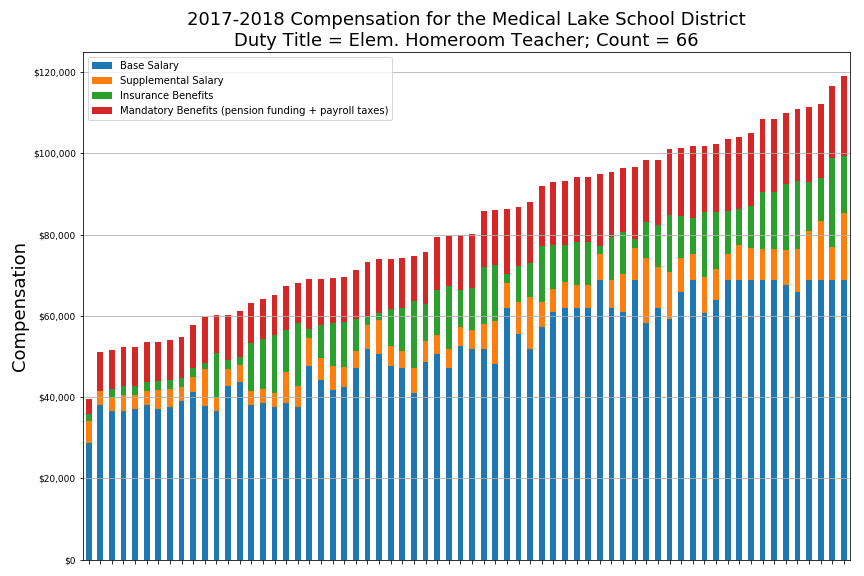 2017-2018 Compensation for the Medical Lake School District
Duty Title = Elem. Homeroom Teacher; Count = 66
Base Salary
Supplemental Salary
Insurance Benefits
Mandatory Benefits (pension funding + payroll taxes)
Compensation
$120,000
$100,000
$80,000
$60,000
$40,000
$20,000
$0